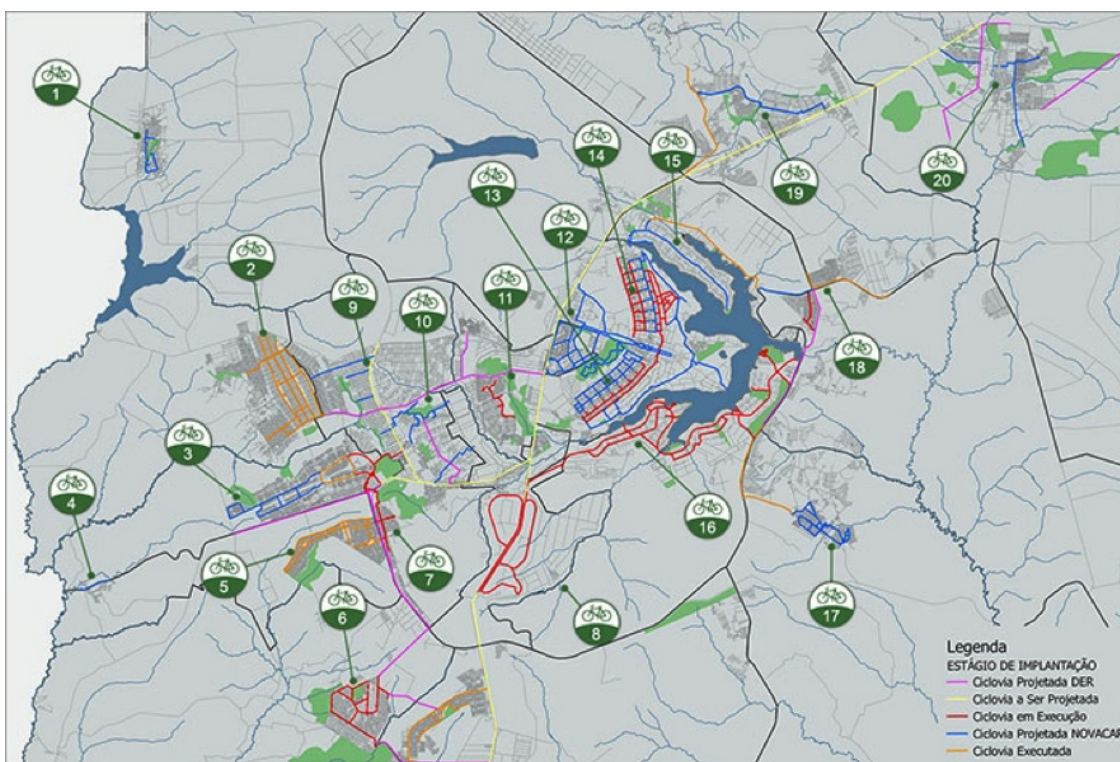 1
14
15
13
19
20
12
2
9
10
11
18
3
4
16
5
7
17
6
8
Legenda
ESTÁGIO DE IMPLANTAÇÃO
Ciclovia Projetada DER
Ciclovia a Ser Projetada
Ciclovia em Execução
Ciclovia Projetada NOVACAP
Ciclovia Executada